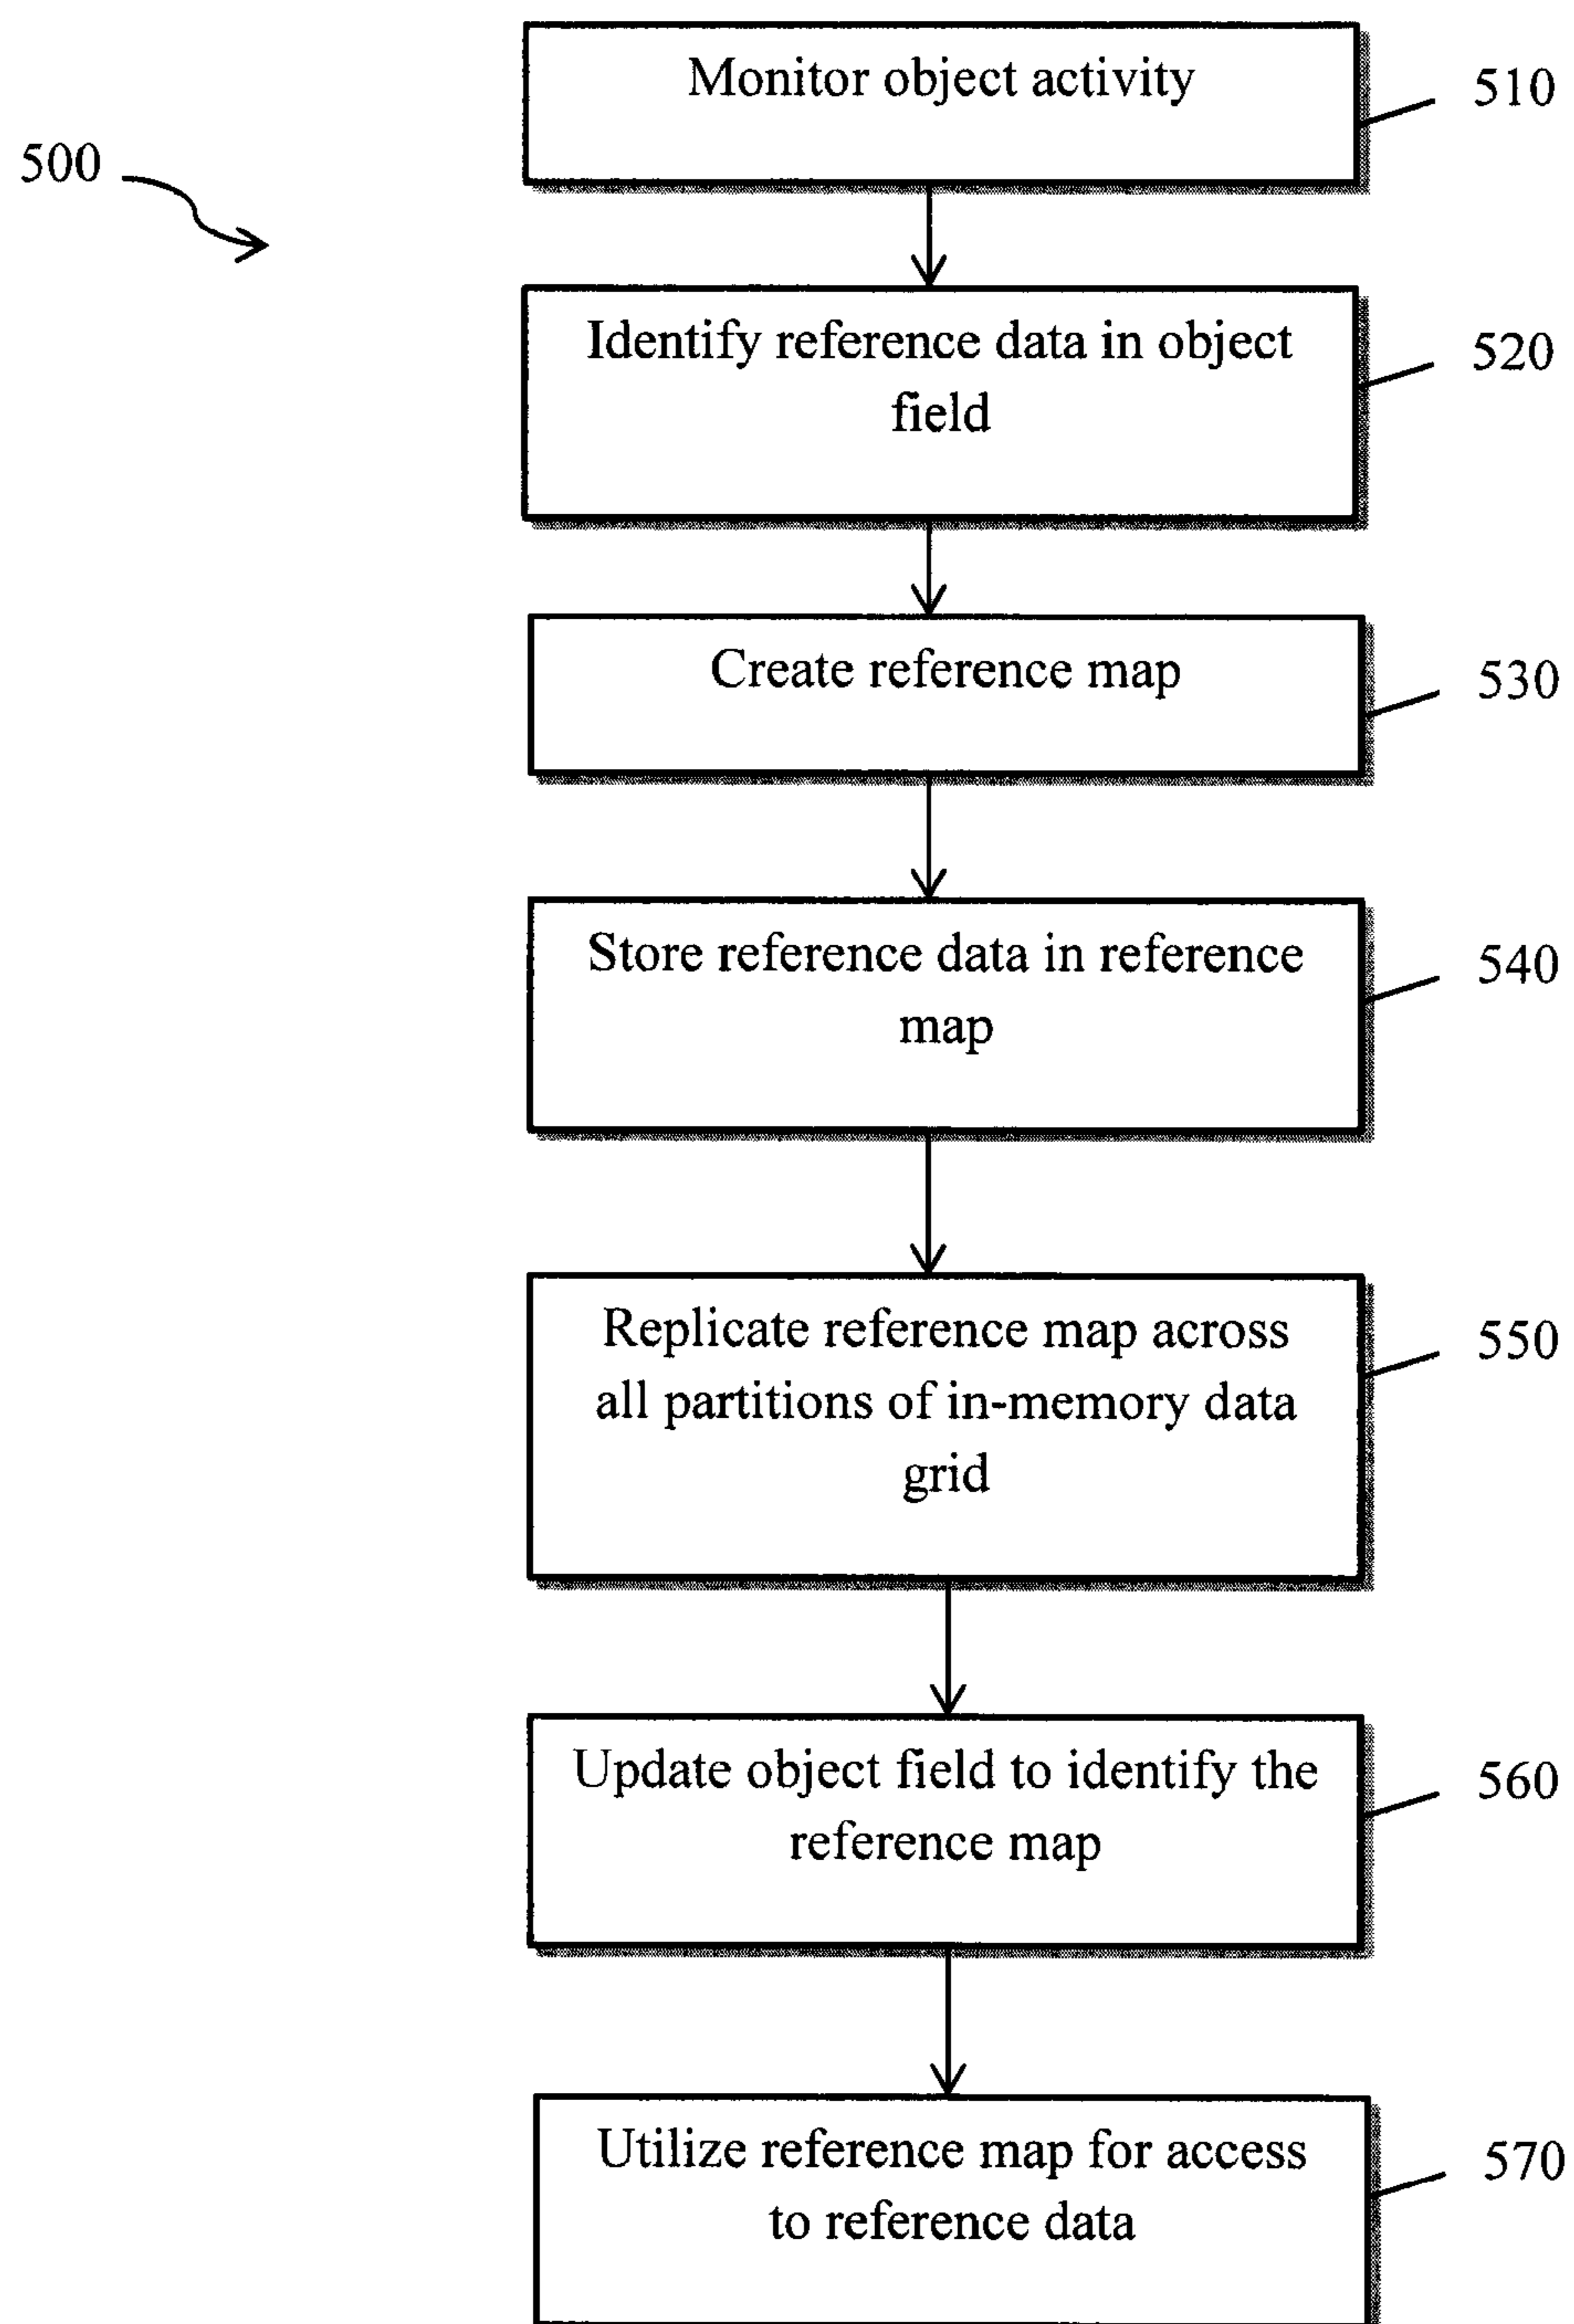 Monitor object activity
510
500
Identify reference data in object
field
520
Create reference map
530
Store reference data in reference
map
540
Replicate reference map across
all partitions of in-memory data
grid
550
Update object field to identify the
reference map
560
Utilize reference map for access
to reference data
570